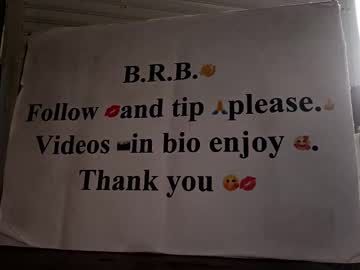 B.R.B.👏
Follow 💋and tip 🙏please.👍
Videos 📷in bio enjoy 🥰.
Thank you 🤭💋